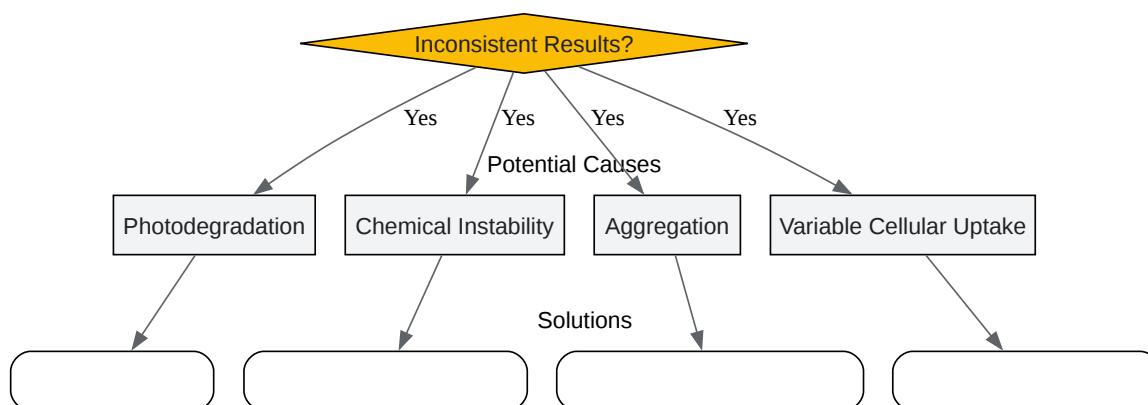 Inconsistent Results?
Yes
Yes
Yes
Yes
Potential Causes
Photodegradation
Chemical Instability
Aggregation
Variable Cellular Uptake
Solutions